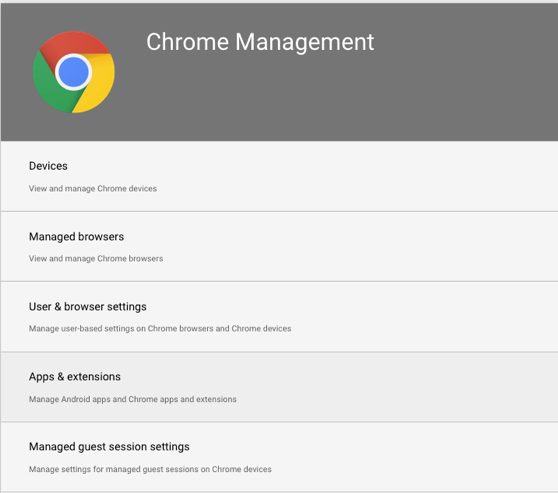 Chrome Management
Devices
View and manage Chrome devices
Managed browsers
View and manage Chrome browsers
User & browser settings
Manage user-based settings on Chrome browsers and Chrome devices
Apps & extensions
Manage Android apps and Chrome apps and extensions
Managed guest session settings
Manage settings for managed guest sessions on Chrome devices